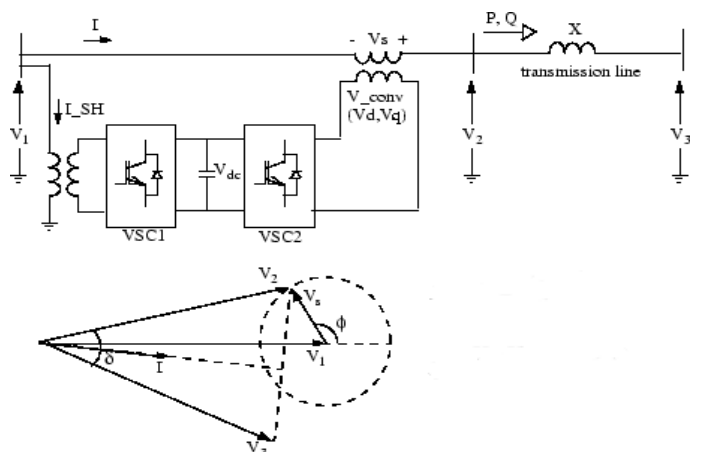 I
- Vs +
P, Q
X
transmission line
V_conv
(Vd,Vq)
I_SH
V1
V2
V3
Vdc
VSC1
VSC2
V2
Vs
ϕ
V1
δ
I